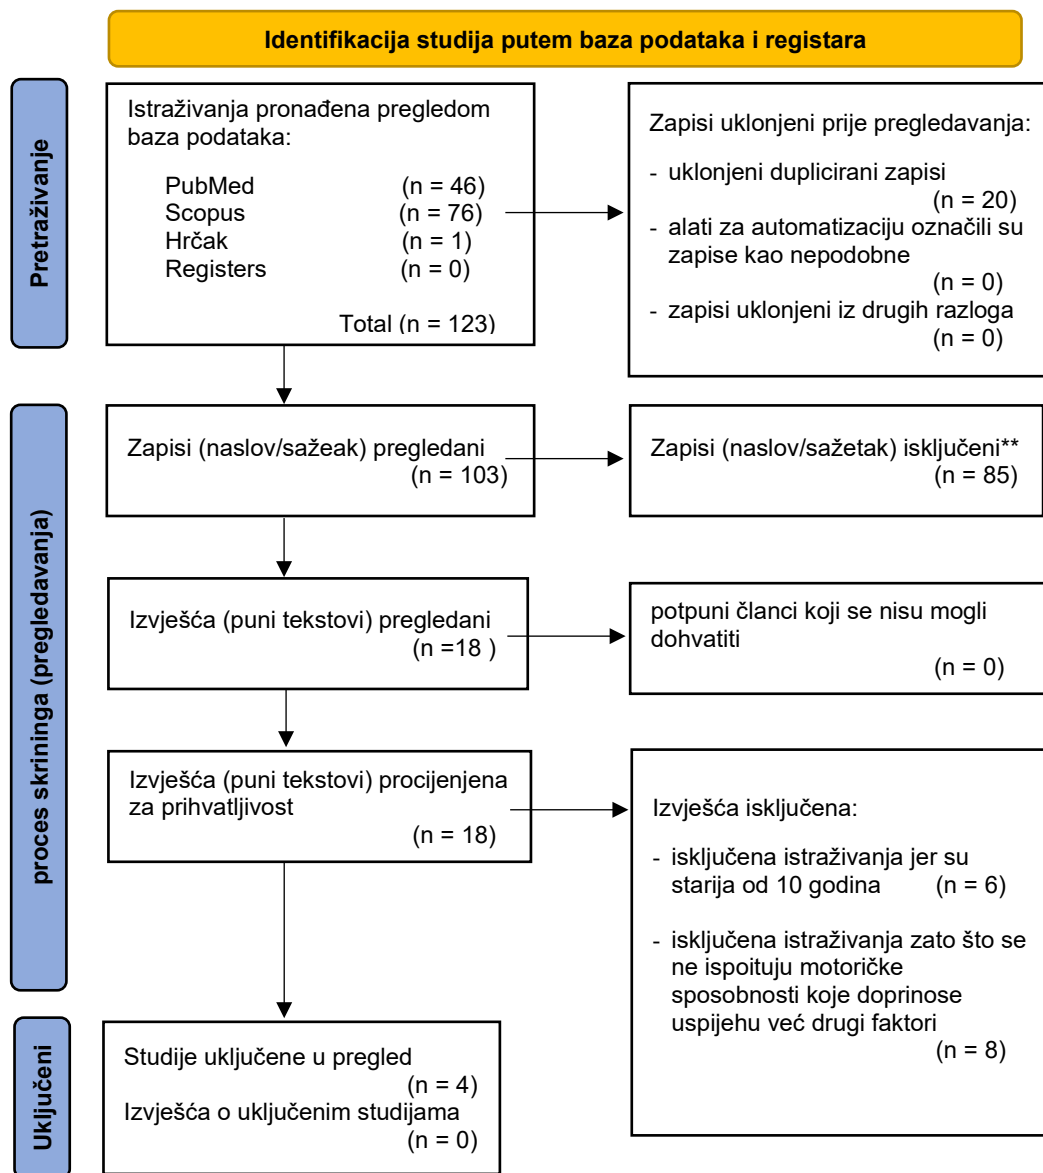 Identifikacija studija putem baza podataka i registara
Pretraživanje
Istraživanja pronađena pregledom
baza podataka:
PubMed (n = 46)
Scopus (n = 76)
Hrčak (n = 1)
Registers (n = 0)
Total (n = 123)
Zapisi uklonjeni prije pregledavanja:
- uklonjeni duplicirani zapisi
(n = 20)
- alati za automatizaciju označili su
zapise kao nepodobne
(n = 0)
- zapisi uklonjeni iz drugih razloga
(n = 0)
proces skrininga (pregledavanja)
Zapisi (naslov/sažeak) pregledani
(n = 103)
Zapisi (naslov/sažetak) isključeni**
(n = 85)
Izvješća (puni tekstovi) pregledani
(n =18 )
potpuni članci koji se nisu mogli
dohvatiti
(n = 0)
Izvješća (puni tekstovi) procijenjena
za prihvatljivost
(n = 18)
Izvješća isključena:
- isključena istraživanja jer su
starija od 10 godina (n = 6)
- isključena istraživanja zato što se
ne ispoituju motoričke
sposobnosti koje doprinose
uspijehu već drugi faktori
(n = 8)
Uključeni
Studije uključene u pregled
(n = 4)
Izvješća o uključenim studijama
(n = 0)